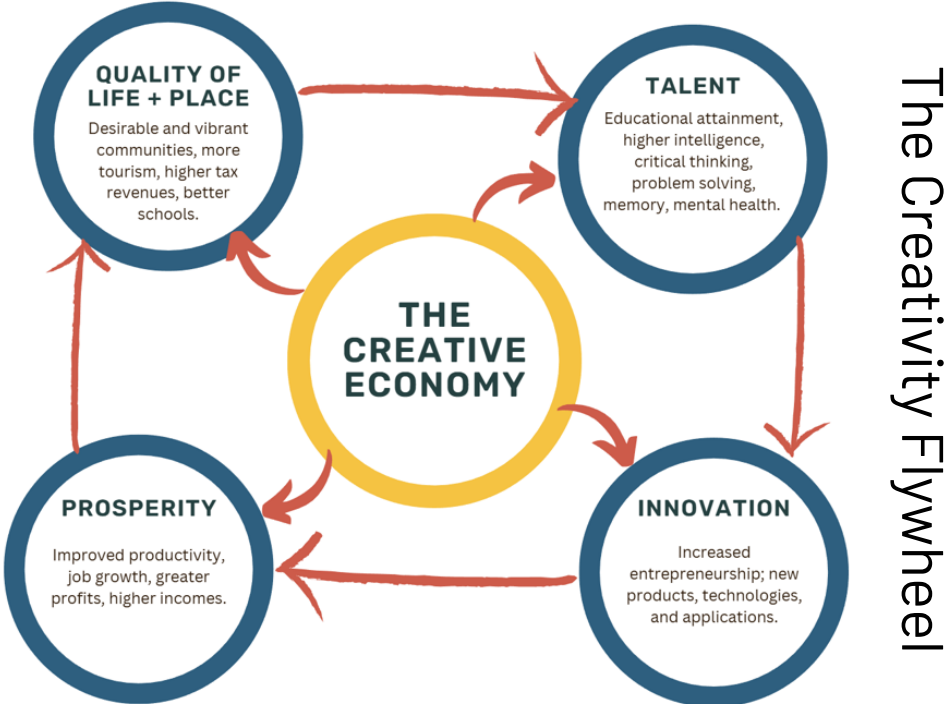 QUALITY OF
LIFE + PLACE
Desirable and vibrant
communities, more
tourism, higher tax
revenues, better
schools.
TALENT
Educational attainment,
higher intelligence,
critical thinking,
problem solving,
memory, mental health.
THE
CREATIVE
ECONOMY
PROSPERITY
Improved productivity,
job growth, greater
profits, higher incomes.
INNOVATION
Increased
entrepreneurship; new
products, technologies,
and applications.
The Creativity Flywheel